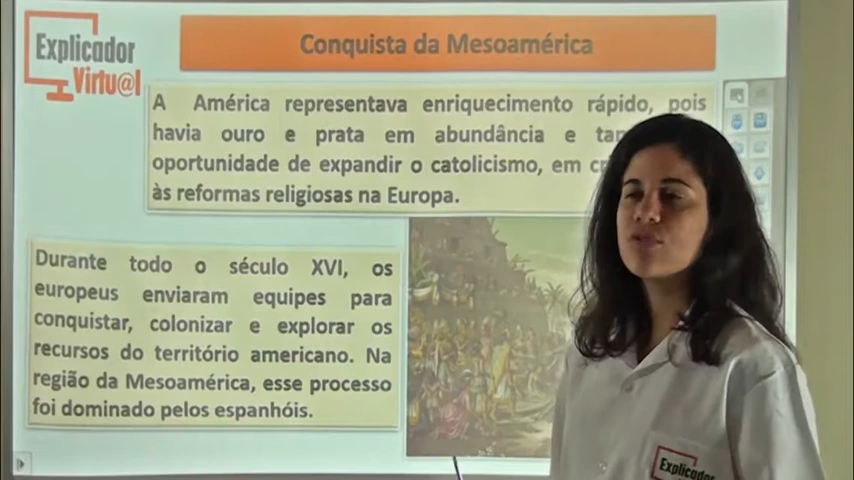 Explicador
Virtu@l
Conquista da Mesoamérica
A América representava enriquecimento rápido, pois
havia ouro e prata em abundância e
oportunidade de expandir o catolicismo, em
às reformas religiosas na Europa.
Durante todo o século XVI, os
europeus enviaram equipes para
conquistar, colonizar e explorar os
recursos do território americano. Na
região da Mesoamérica, esse processo
foi dominado pelos espanhóis.
Explicador